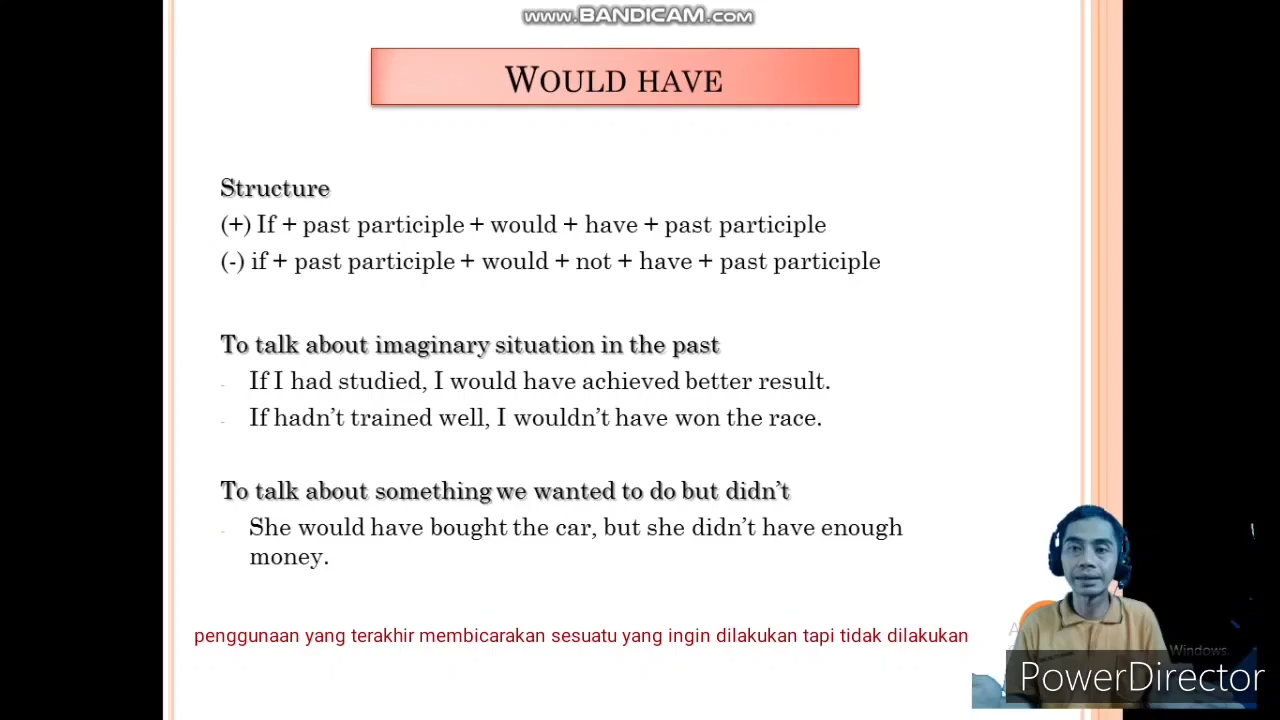 www.BANDICAM.com
WOULD HAVE
Structure
(+) If + past participle + would + have + past participle
(-) if + past participle + would + not + have + past participle
To talk about imaginary situation in the past
- If I had studied, I would have achieved better result.
- If hadn't trained well, I wouldn't have won the race.
To talk about something we wanted to do but didn't
- She would have bought the car, but she didn't have enough
money.
penggunaan yang terakhir membicarakan sesuatu yang ingin dilakukan tapi tidak dilakukan
Windows.
PowerDirector